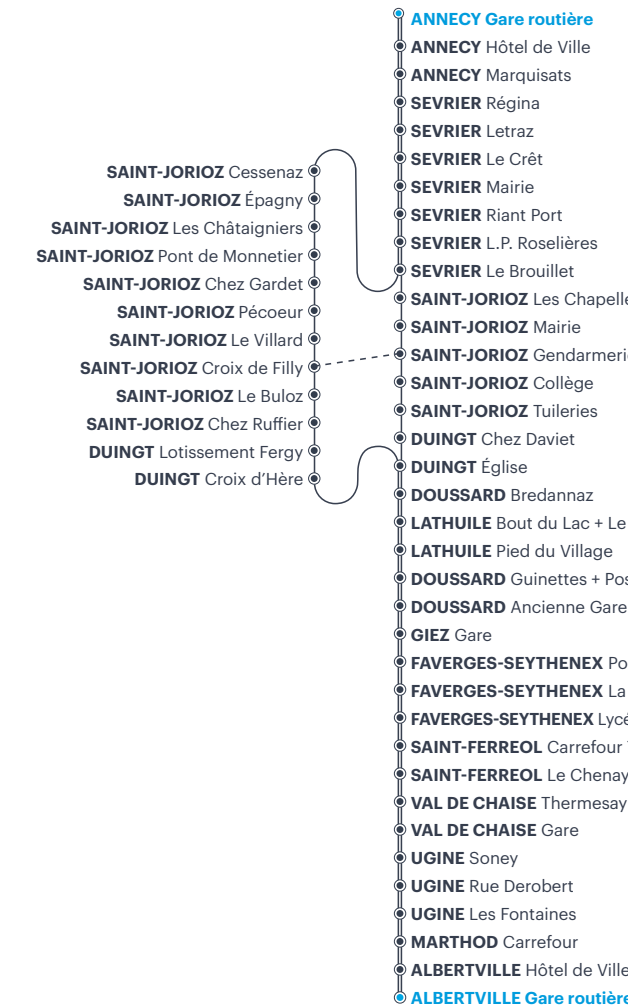 ANNECY Gare routière
ANNECY Hôtel de Ville
ANNECY Marquisats
SEVRIER Régina
SEVRIER Letraz
SEVRIER Le Crêt
SEVRIER Mairie
SEVRIER Riant Port
SEVRIER L.P. Roselières
SEVRIER Le Brouillet
SAINT-JORIOZ Cessenaz
SAINT-JORIOZ Épagny
SAINT-JORIOZ Les Châtaigniers
SAINT-JORIOZ Pont de Monnetier
SAINT-JORIOZ Chez Gardet
SAINT-JORIOZ Pécoeur
SAINT-JORIOZ Le Villard
SAINT-JORIOZ Croix de Filly
SAINT-JORIOZ Le Buloz
SAINT-JORIOZ Chez Ruffier
DUINGT Lotissement Fergy
DUINGT Croix d'Hère
SAINT-JORIOZ Les Chapelle
SAINT-JORIOZ Mairie
SAINT-JORIOZ Gendarmeri
SAINT-JORIOZ Collège
SAINT-JORIOZ Tuileries
DUINGT Chez Daviet
DUINGT Église
DOUSSARD Bredannaz
LATHUILE Bout du Lac + Le
LATHUILE Pied du Village
DOUSSARD Guinettes + Pos
DOUSSARD Ancienne Gare
GIEZ Gare
FAVERGES-SEYTHENEX Po
FAVERGES-SEYTHENEX La
FAVERGES-SEYTHENEX Lycé
SAINT-FERREOL Carrefour
SAINT-FERREOL Le Chenay
VAL DE CHAISE Thermesay
VAL DE CHAISE Gare
UGINE Soney
UGINE Rue Derobert
UGINE Les Fontaines
MARTHOD Carrefour
ALBERTVILLE Hôtel de Ville
ALBERTVILLE Gare routière